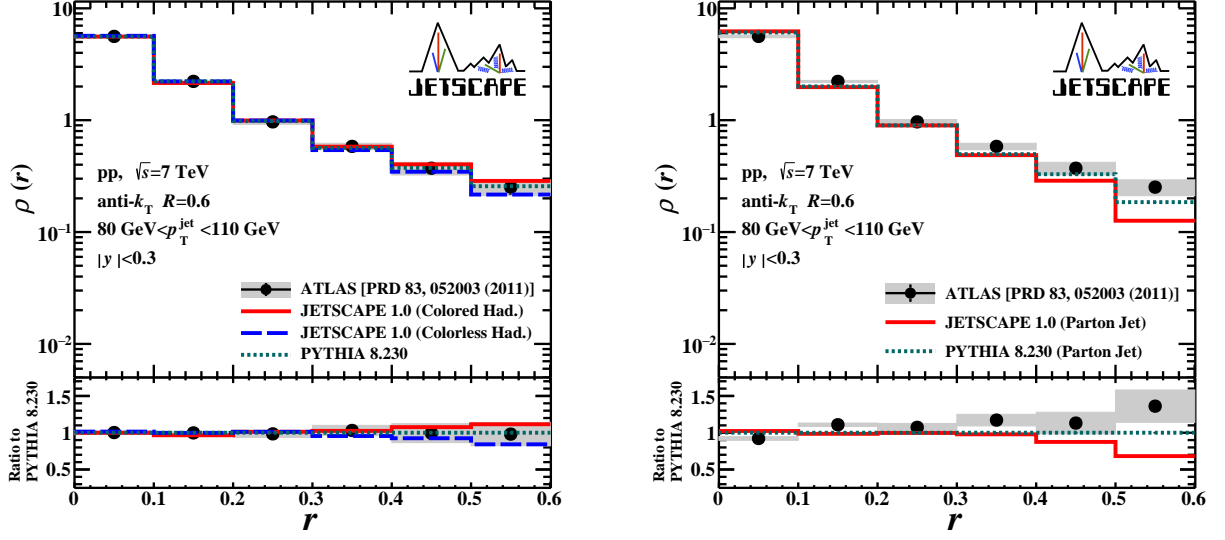 10
1
10⁻¹
10⁻²
ρ (r)
JETSCAPE
pp, √s=7 TeV
anti-k_T R=0.6
80 GeV<p_T^jet <110 GeV
|y|<0.3
ATLAS [PRD 83, 052003 (2011)]
JETSCAPE 1.0 (Colored Had.)
JETSCAPE 1.0 (Colorless Had.)
PYTHIA 8.230
Ratio to
PYTHIA 8.230
1.5
1
0.5
0 0.1 0.2 0.3 0.4 0.5 0.6
r
10
1
10⁻¹
10⁻²
ρ (r)
JETSCAPE
pp, √s=7 TeV
anti-k_T R=0.6
80 GeV<p_T^jet <110 GeV
|y|<0.3
ATLAS [PRD 83, 052003 (2011)]
JETSCAPE 1.0 (Parton Jet)
PYTHIA 8.230 (Parton Jet)
Ratio to
PYTHIA 8.230
1.5
1
0.5
0 0.1 0.2 0.3 0.4 0.5 0.6
r